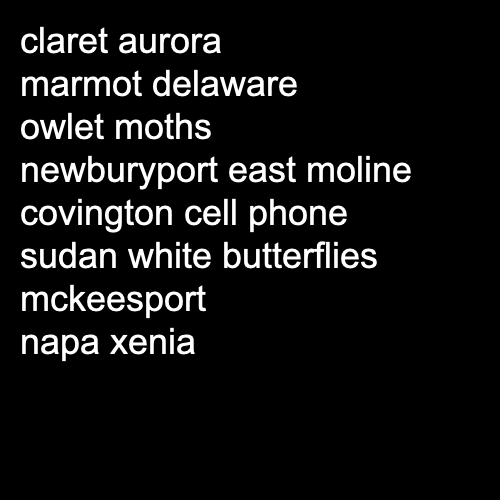 claret aurora
marmot delaware
owlet moths
newburyport east moline
covington cell phone
sudan white butterflies
mckeesport
napa xenia